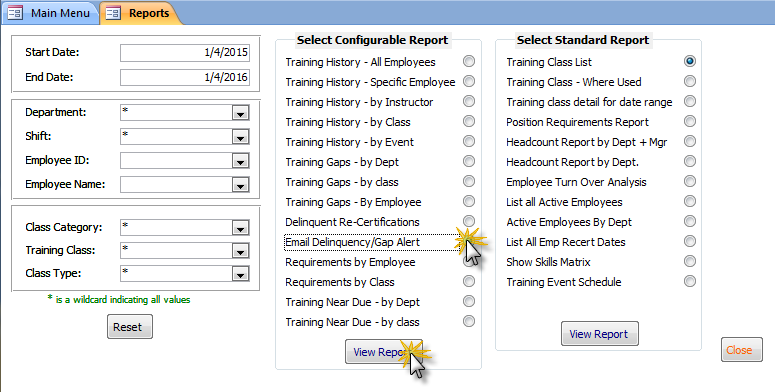 Main Menu
Reports
Start Date: 1/4/2015
End Date: 1/4/2016
Department: *
Shift: *
Employee ID:
Employee Name:
Class Category: *
Training Class: *
Class Type: *
* is a wildcard indicating all values
Reset
Select Configurable Report
Training History - All Employees
Training History - Specific Employee
Training History - by Instructor
Training History - by Class
Training History - by Event
Training Gaps - by Dept
Training Gaps - by class
Training Gaps - By Employee
Delinquent Re-Certifications
Email Delinquency/Gap Alert
Requirements by Employee
Requirements by Class
Training Near Due - by Dept
Training Near Due - by class
View Report
Select Standard Report
Training Class List
Training Class - Where Used
Training class detail for date range
Position Requirements Report
Headcount Report by Dept + Mgr
Headcount Report by Dept.
Employee Turn Over Analysis
List all Active Employees
Active Employees By Dept
List All Emp Recent Dates
Show Skills Matrix
Training Event Schedule
View Report
Close